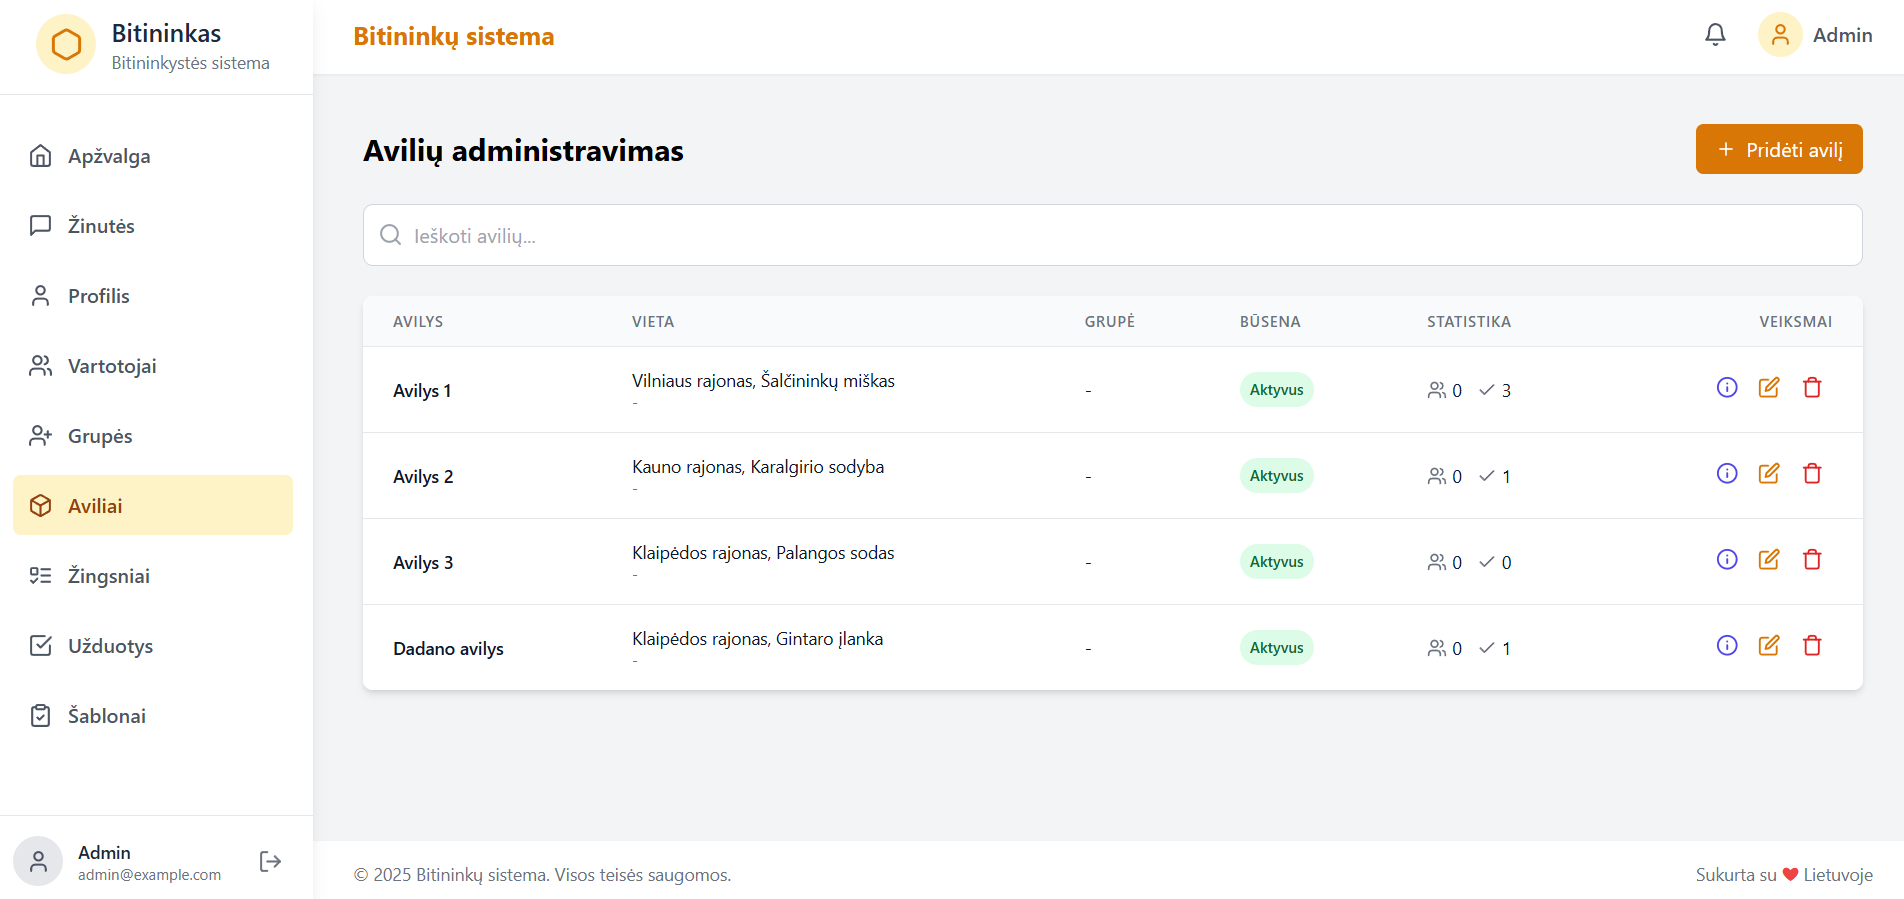 Bitininkas
Bitininkystės sistema
Bitininkų sistema
Admin
Apžvalga
Žinutės
Profilis
Vartotojai
Grupės
Aviliai
Žingsniai
Užduotys
Šablonai
Admin
admin@example.com
Avilių administravimas
+ Pridėti avilį
Ieškoti avilių...
AVILYS VIETA GRUPĖ BŪSENA STATISTIKA VEIKSMAI
Avilys 1 Vilniaus rajonas, Šalčininkų miškas - Aktyvus 0 3
-
Avilys 2 Kauno rajonas, Karalgirio sodyba - Aktyvus 0 1
-
Avilys 3 Klaipėdos rajonas, Palangos sodas - Aktyvus 0 0
-
Dadano avilys Klaipėdos rajonas, Gintaro įlanka - Aktyvus 0 1
-
© 2025 Bitininkų sistema. Visos teisės saugomos.
Sukurta su ❤ Lietuvoje